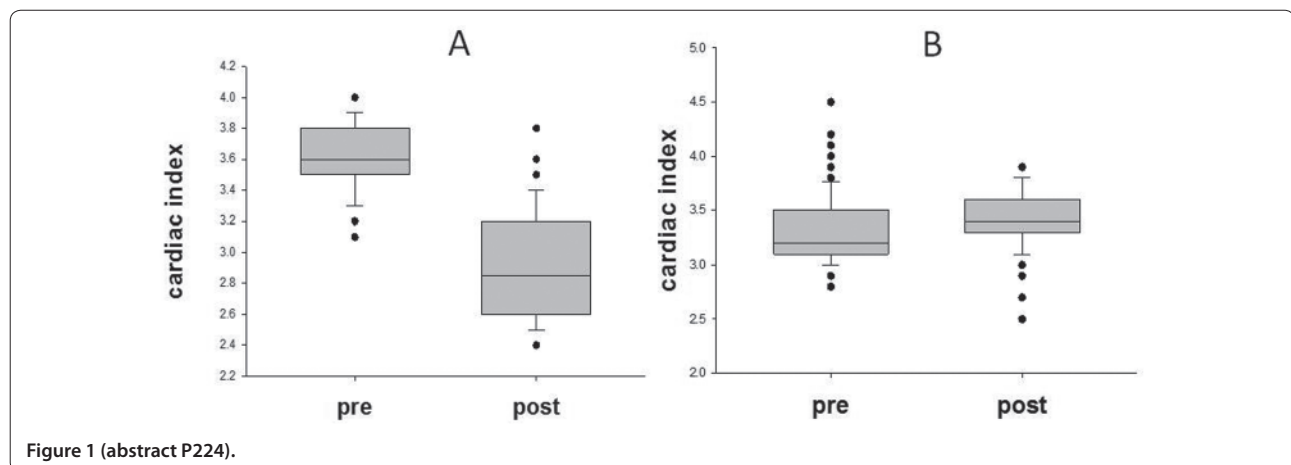 A
cardiac index
4.2
4.0
3.8
3.6
3.4
3.2
3.0
2.8
2.6
2.4
2.2
pre post
B
cardiac index
5.0
4.5
4.0
3.5
3.0
2.5
2.0
pre post
Figure 1 (abstract P224).